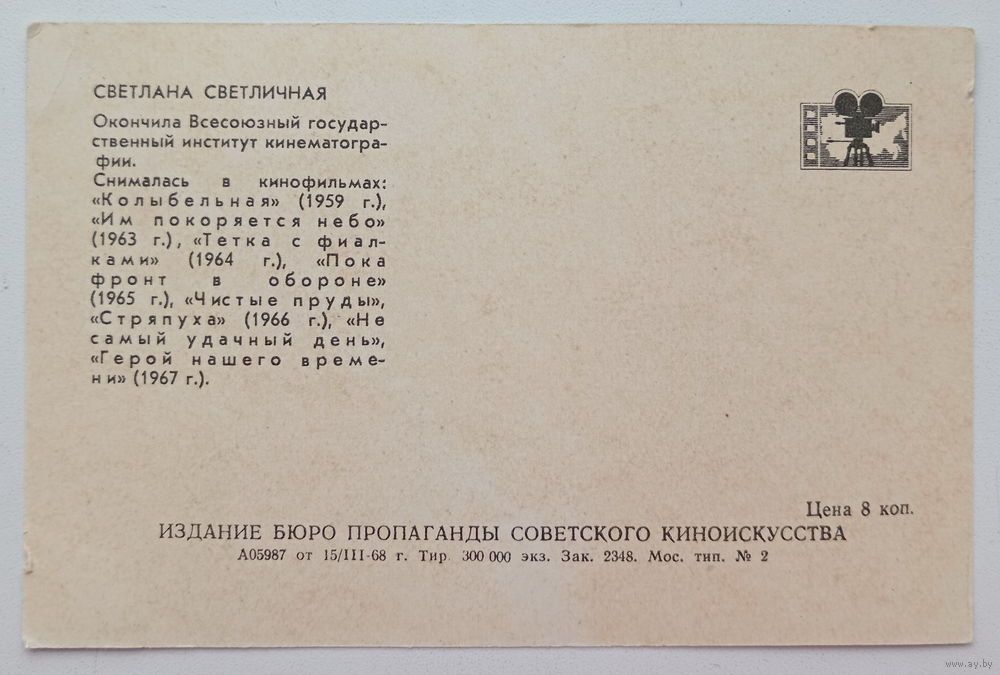 СВЕТЛАНА СВЕТЛИЧНАЯ
Окончила Всесоюзный государ-
ственный институт кинематогра-
фии.
Снималась в кинофильмах:
«Колыбельная» (1959 г.),
«Им покоряется небо»
(1963 г.), «Тетка с фиал-
ками» (1964 г.), «Пока
фронт в обороне»
(1965 г.), «Чистые пруды»,
«Стряпуха» (1966 г.), «Не
самый удачный день»,
«Герой нашего време-
ни» (1967 г.).
Цена 8 коп.
ИЗДАНИЕ БЮРО ПРОПАГАНДЫ СОВЕТСКОГО КИНОИСКУССТВА
А05987 от 15/III-68 г. Тир. 300 000 экз. Зак. 2348. Мос. тип. № 2
www.ay.by